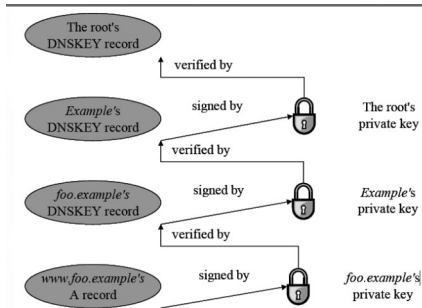 The root's
DNSKEY record
verified by
signed by
Example's
DNSKEY record
The root's
private key
verified by
signed by
foo.example's
DNSKEY record
Example's
private key
verified by
signed by
www.foo.example's
A record
foo.example's
private key